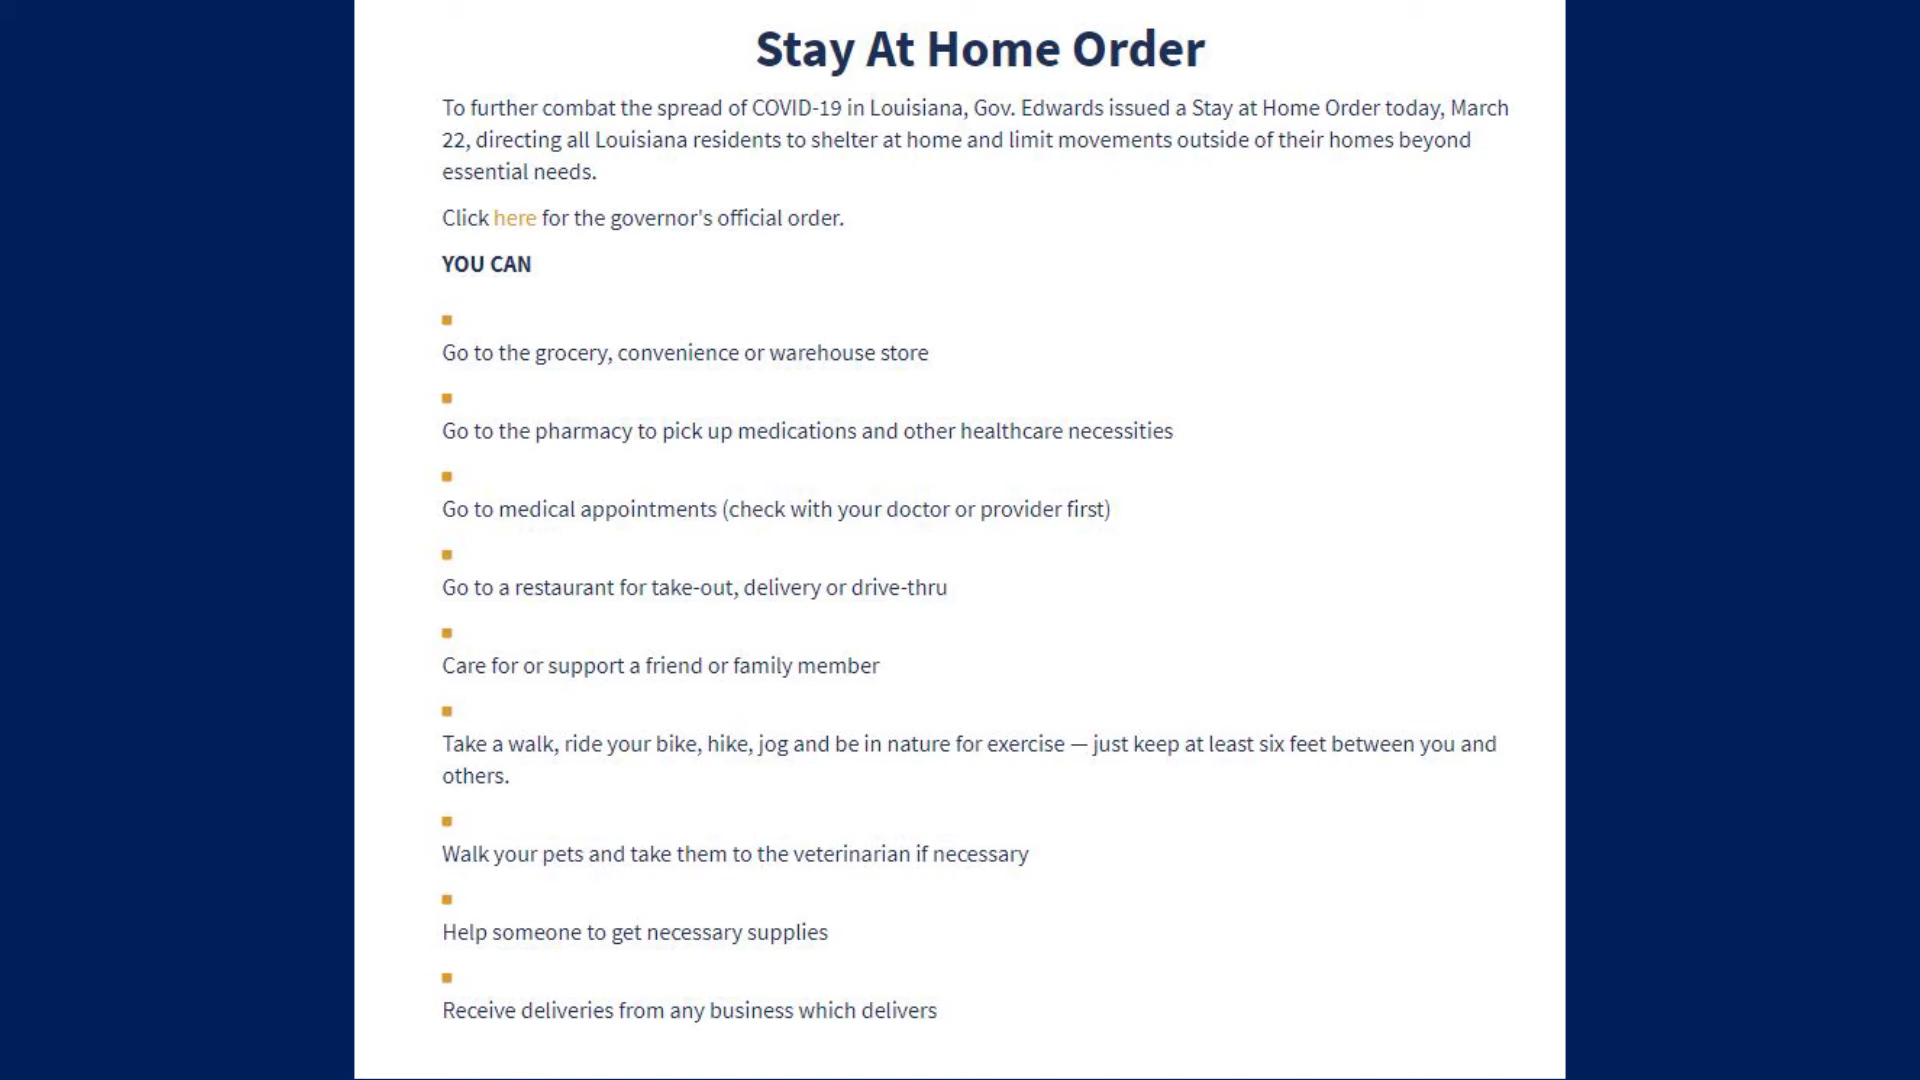 Stay At Home Order
To further combat the spread of COVID-19 in Louisiana, Gov. Edwards issued a Stay at Home Order today, March
22, directing all Louisiana residents to shelter at home and limit movements outside of their homes beyond
essential needs.
Click here for the governor's official order.
YOU CAN
Go to the grocery, convenience or warehouse store
Go to the pharmacy to pick up medications and other healthcare necessities
Go to medical appointments (check with your doctor or provider first)
Go to a restaurant for take-out, delivery or drive-thru
Care for or support a friend or family member
Take a walk, ride your bike, hike, jog and be in nature for exercise — just keep at least six feet between you and
others.
Walk your pets and take them to the veterinarian if necessary
Help someone to get necessary supplies
Receive deliveries from any business which delivers